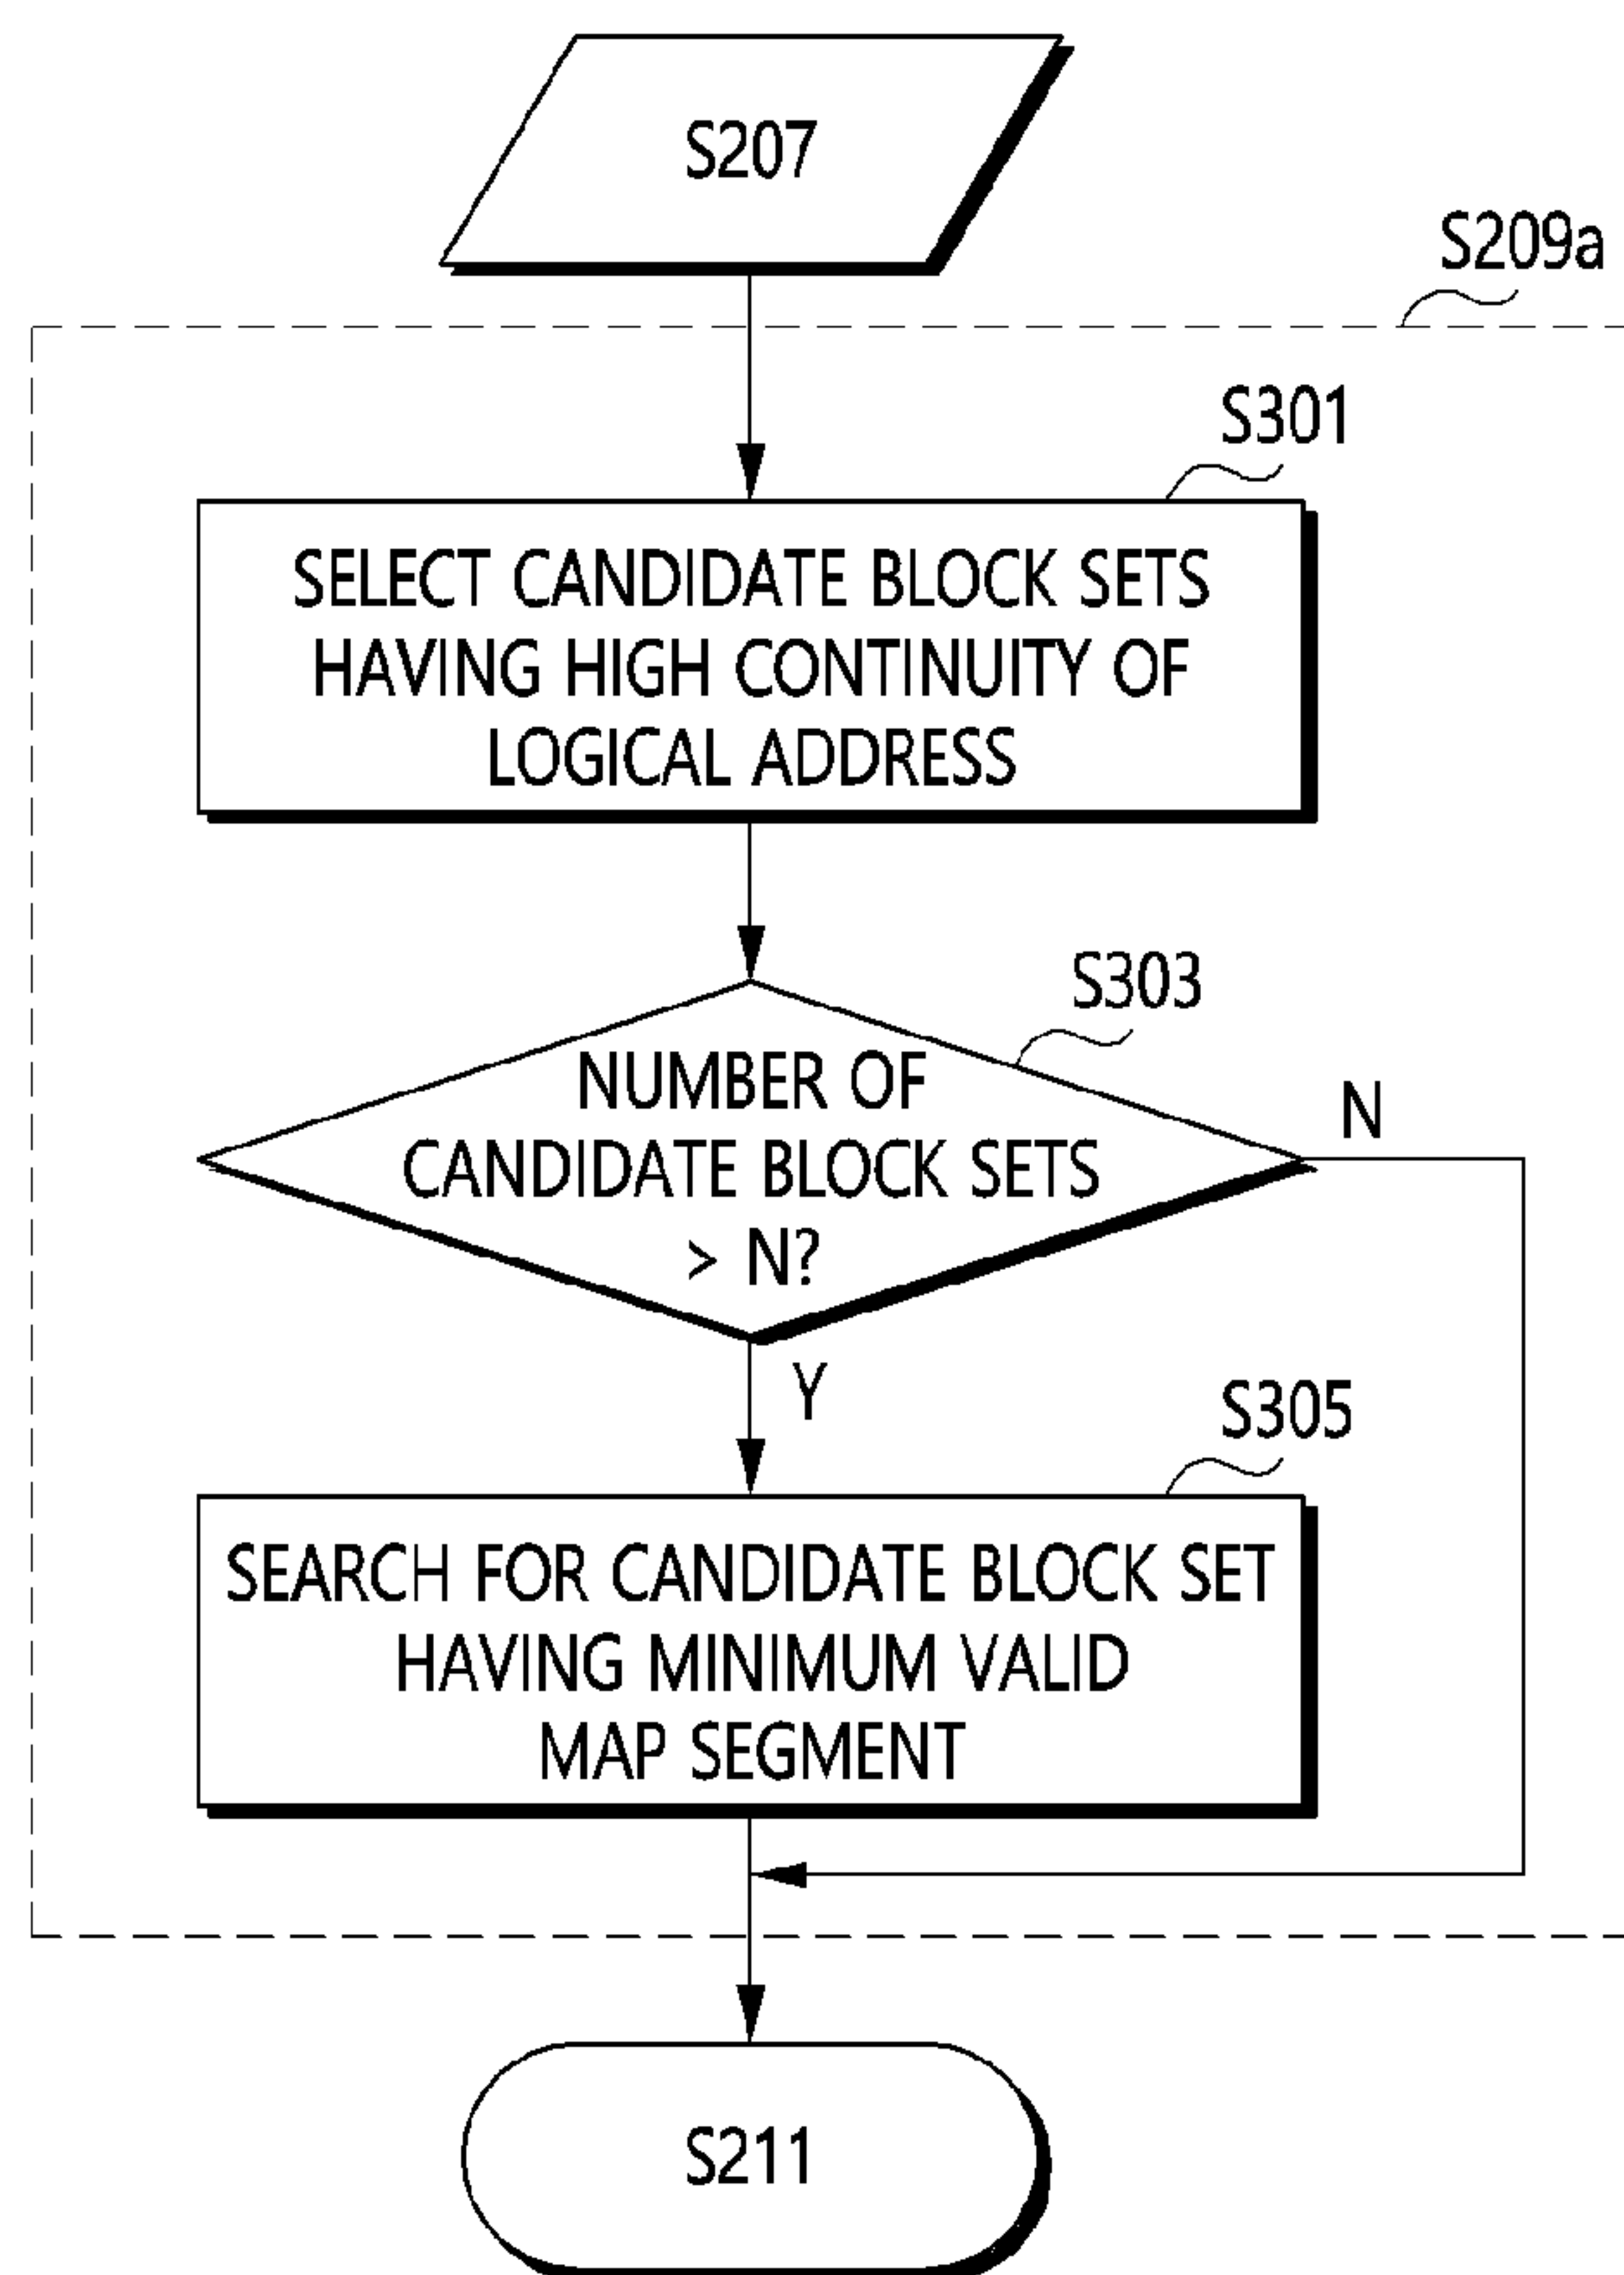 S207
S209a
S301
SELECT CANDIDATE BLOCK SETS
HAVING HIGH CONTINUITY OF
LOGICAL ADDRESS
S303
NUMBER OF
CANDIDATE BLOCK SETS
> N?
N
Y
S305
SEARCH FOR CANDIDATE BLOCK SET
HAVING MINIMUM VALID
MAP SEGMENT
S211